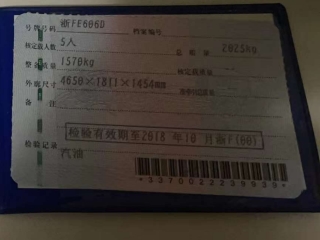 号牌号码 浙FE606D 档案编号
核定载人数 5人 总质量 2025kg
整备质量 1570kg 核定载质量 --
外廓尺寸 4650×1811×1454mm 准牵引总质量 --
备注
检验有效期至2018年10月浙F(00)
检验记录 汽油